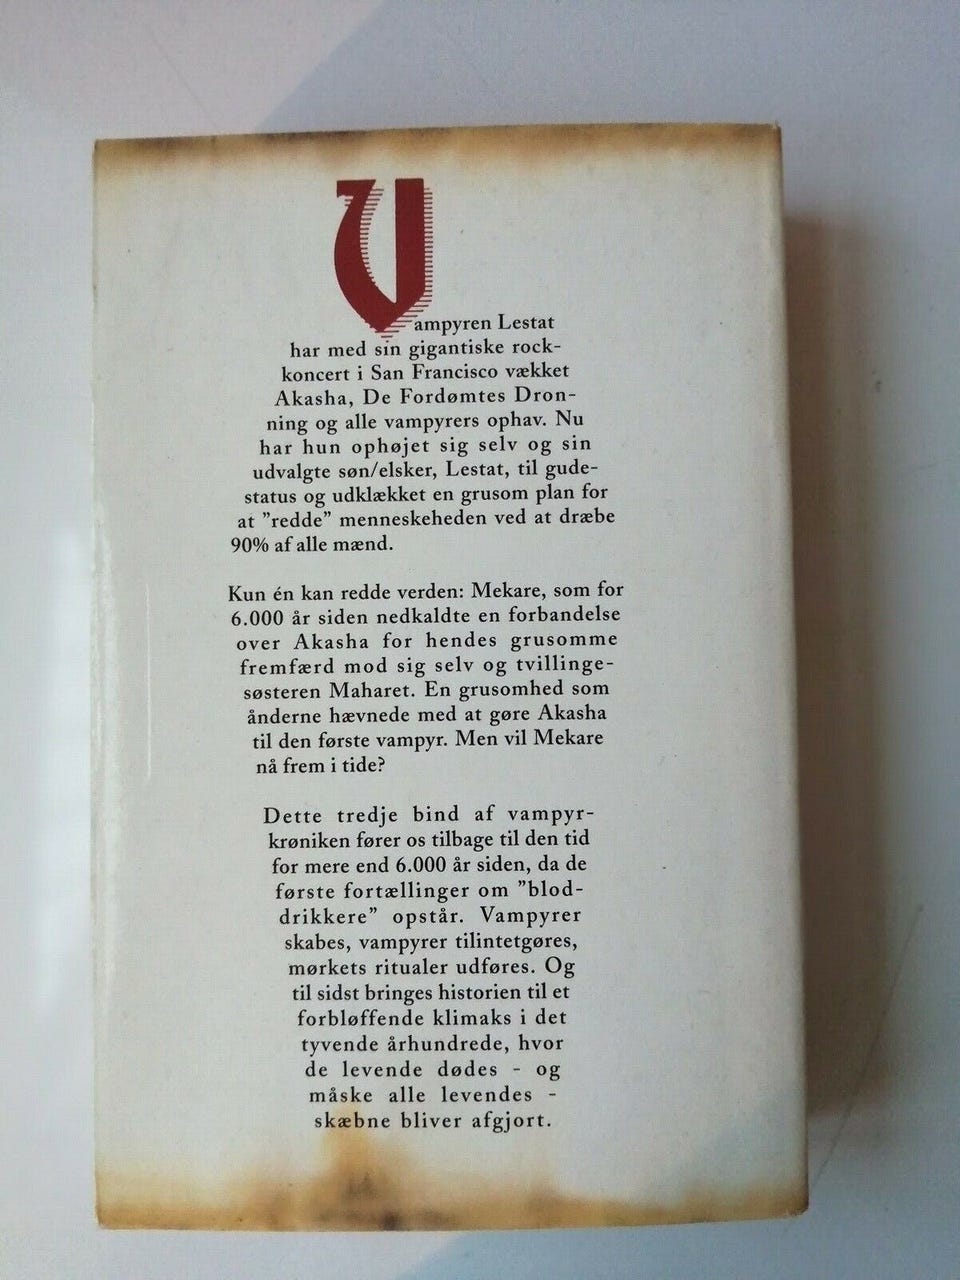 Vampyren Lestat
har med sin gigantiske rock-
koncert i San Francisco vækket
Akasha, De Fordømtes Dron-
ning og alle vampyrers ophav. Nu
har hun ophøjet sig selv og sin
udvalgte søn/elsker, Lestat, til gude-
status og udklækket en grusom plan for
at ”redde” menneskeheden ved at dræbe
90% af alle mænd.
Kun én kan redde verden: Mekare, som for
6.000 år siden nedkaldte en forbandelse
over Akasha for hendes grusomme
fremfærd mod sig selv og tvillinge-
søsteren Maharet. En grusomhed som
ånderne hævnede med at gøre Akasha
til den første vampyr. Men vil Mekare
nå frem i tide?
Dette tredje bind af vampyr-
krøniken fører os tilbage til den tid
for mere end 6.000 år siden, da de
første fortællinger om ”blod-
drikkere” opstår. Vampyrer
skabes, vampyrer tilintetgøres,
mørkets ritualer udføres. Og
til sidst bringes historien til et
forbløffende klimaks i det
tyvende århundrede, hvor
de levende dødes - og
måske alle levendes -
skæbne bliver afgjort.